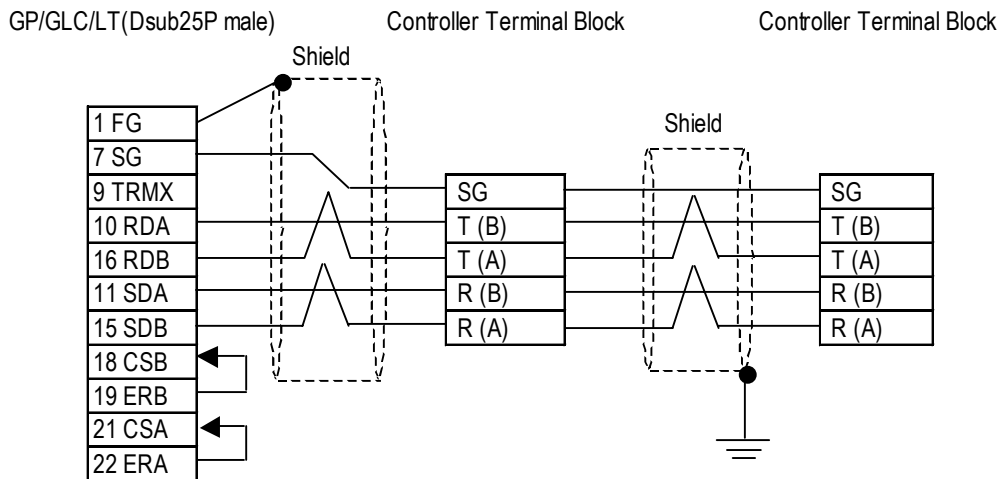 GP/GLC/LT(Dsub25P male)
Controller Terminal Block
Controller Terminal Block
Shield
Shield
1 FG
7 SG
9 TRMX
10 RDA
16 RDB
11 SDA
15 SDB
18 CSB
19 ERB
21 CSA
22 ERA
SG
T (B)
T (A)
R (B)
R (A)
SG
T (B)
T (A)
R (B)
R (A)